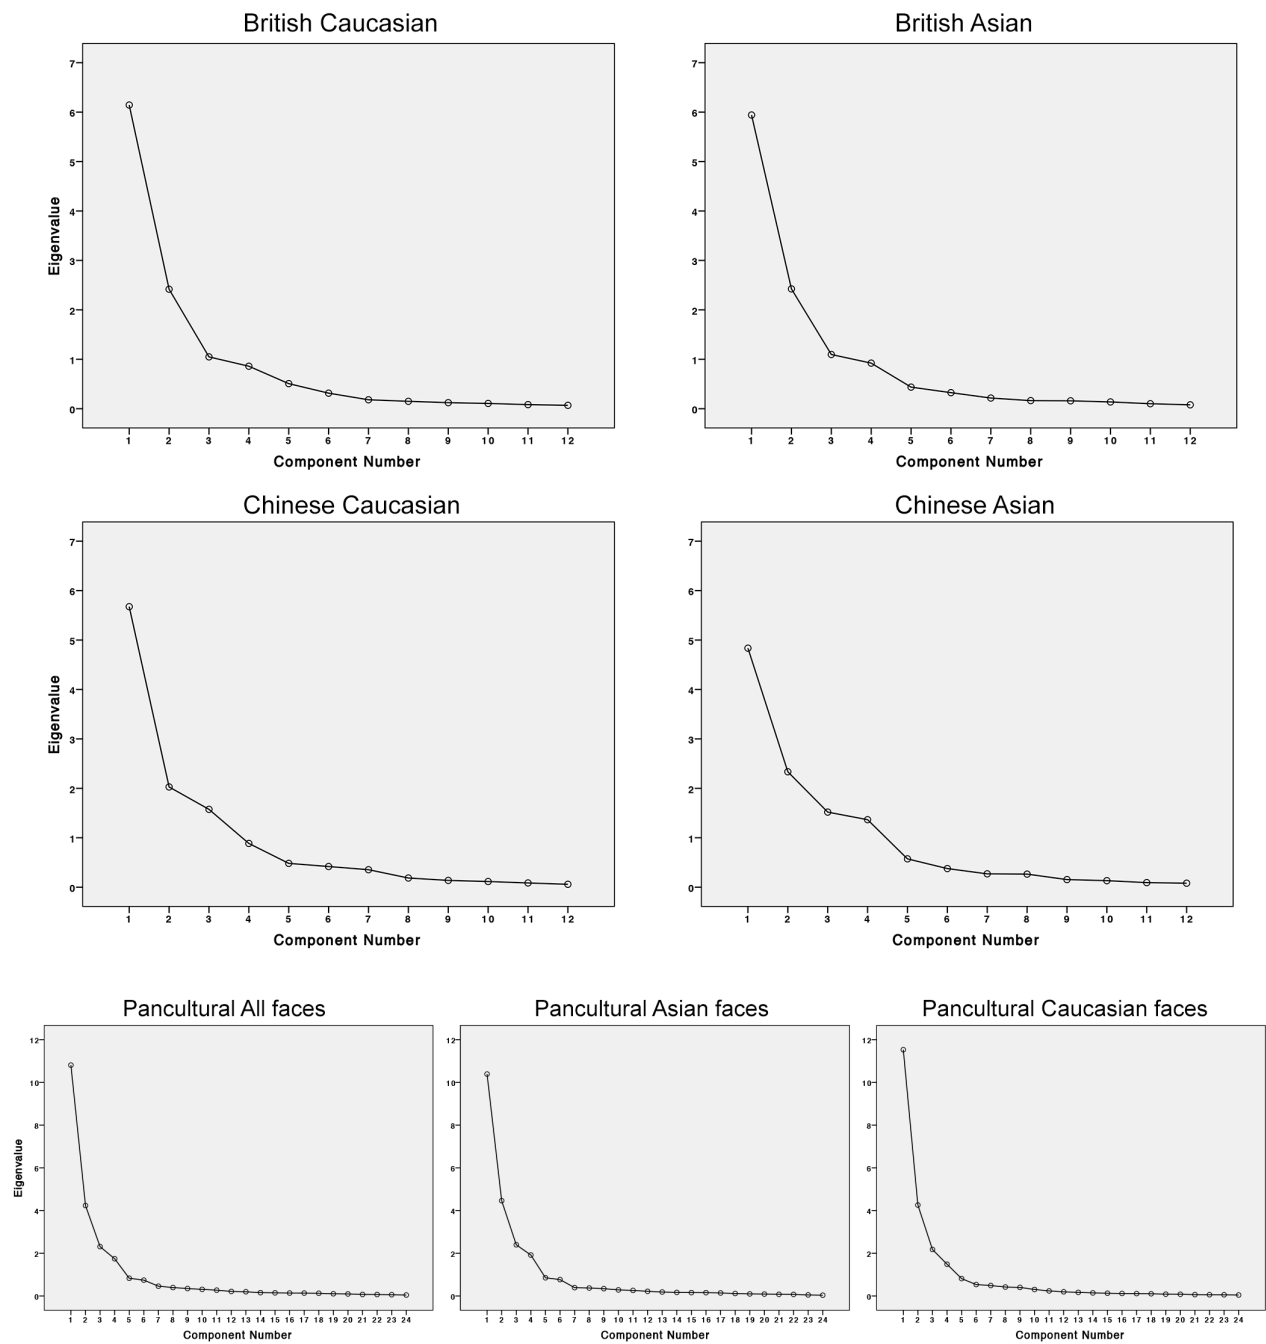 British Caucasian
British Asian
7
6
5
4
3
2
1
0
Eigenvalue
1 2 3 4 5 6 7 8 9 10 11 12
Component Number
7
6
5
4
3
2
1
0
1 2 3 4 5 6 7 8 9 10 11 12
Component Number
Chinese Caucasian
Chinese Asian
7
6
5
4
3
2
1
0
Eigenvalue
1 2 3 4 5 6 7 8 9 10 11 12
Component Number
7
6
5
4
3
2
1
0
1 2 3 4 5 6 7 8 9 10 11 12
Component Number
Pancultural All faces
Pancultural Asian faces
Pancultural Caucasian faces
12
10
8
6
4
2
0
Eigenvalue
1 2 3 4 5 6 7 8 9 10 11 12 13 14 15 16 17 18 19 20 21 22 23 24
Component Number
12
10
8
6
4
2
0
1 2 3 4 5 6 7 8 9 10 11 12 13 14 15 16 17 18 19 20 21 22 23 24
Component Number
12
10
8
6
4
2
0
1 2 3 4 5 6 7 8 9 10 11 12 13 14 15 16 17 18 19 20 21 22 23 24
Component Number